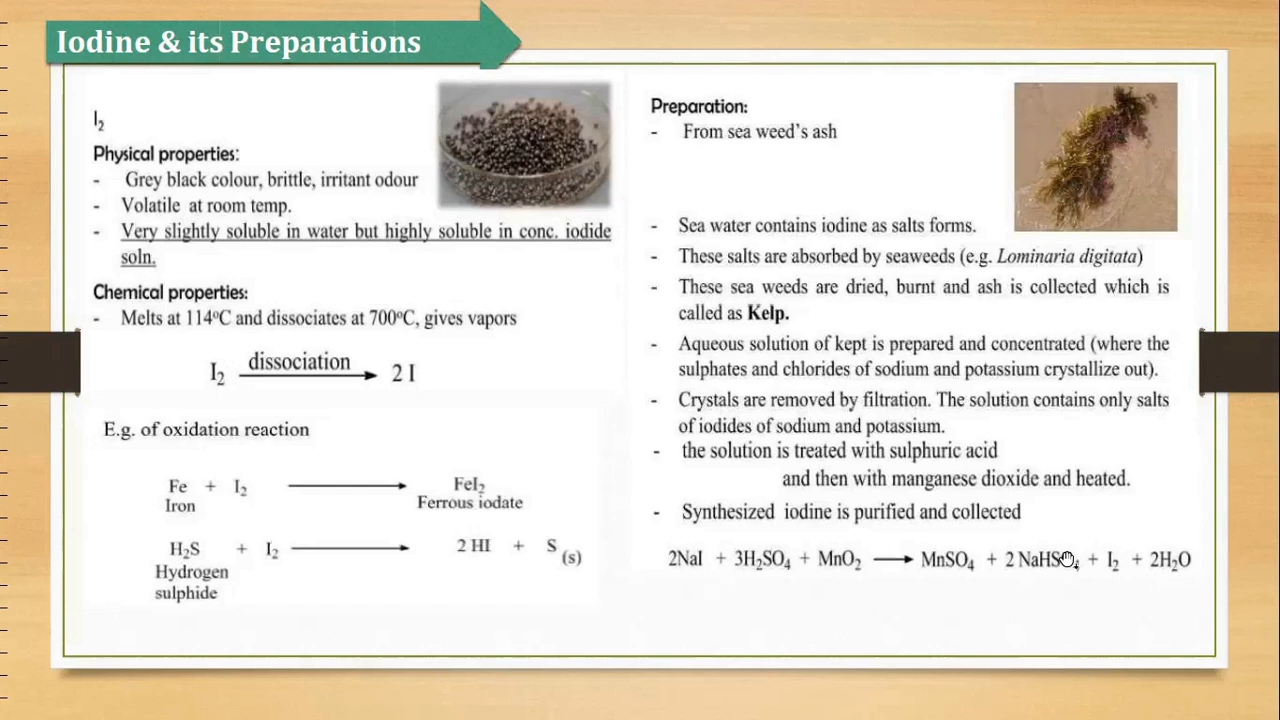 Iodine & its Preparations
I₂
Physical properties:
- Grey black colour, brittle, irritant odour
- Volatile at room temp.
- Very slightly soluble in water but highly soluble in conc. iodide
soln.
Chemical properties:
- Melts at 114ºC and dissociates at 700ºC, gives vapors
I₂ dissociation → 2 I
E.g. of oxidation reaction
Fe + I₂ → FeI₂
Iron Ferrous iodate
H₂S + I₂ → 2 HI + S (s)
Hydrogen
sulphide
Preparation:
- From sea weed's ash
- Sea water contains iodine as salts forms.
- These salts are absorbed by seaweeds (e.g. Lominaria digitata)
- These sea weeds are dried, burnt and ash is collected which is
called as Kelp.
- Aqueous solution of kept is prepared and concentrated (where the
sulphates and chlorides of sodium and potassium crystallize out).
- Crystals are removed by filtration. The solution contains only salts
of iodides of sodium and potassium.
- the solution is treated with sulphuric acid
and then with manganese dioxide and heated.
- Synthesized iodine is purified and collected
2NaI + 3H₂SO₄ + MnO₂ → MnSO₄ + 2 NaHSO₄ + I₂ + 2H₂O